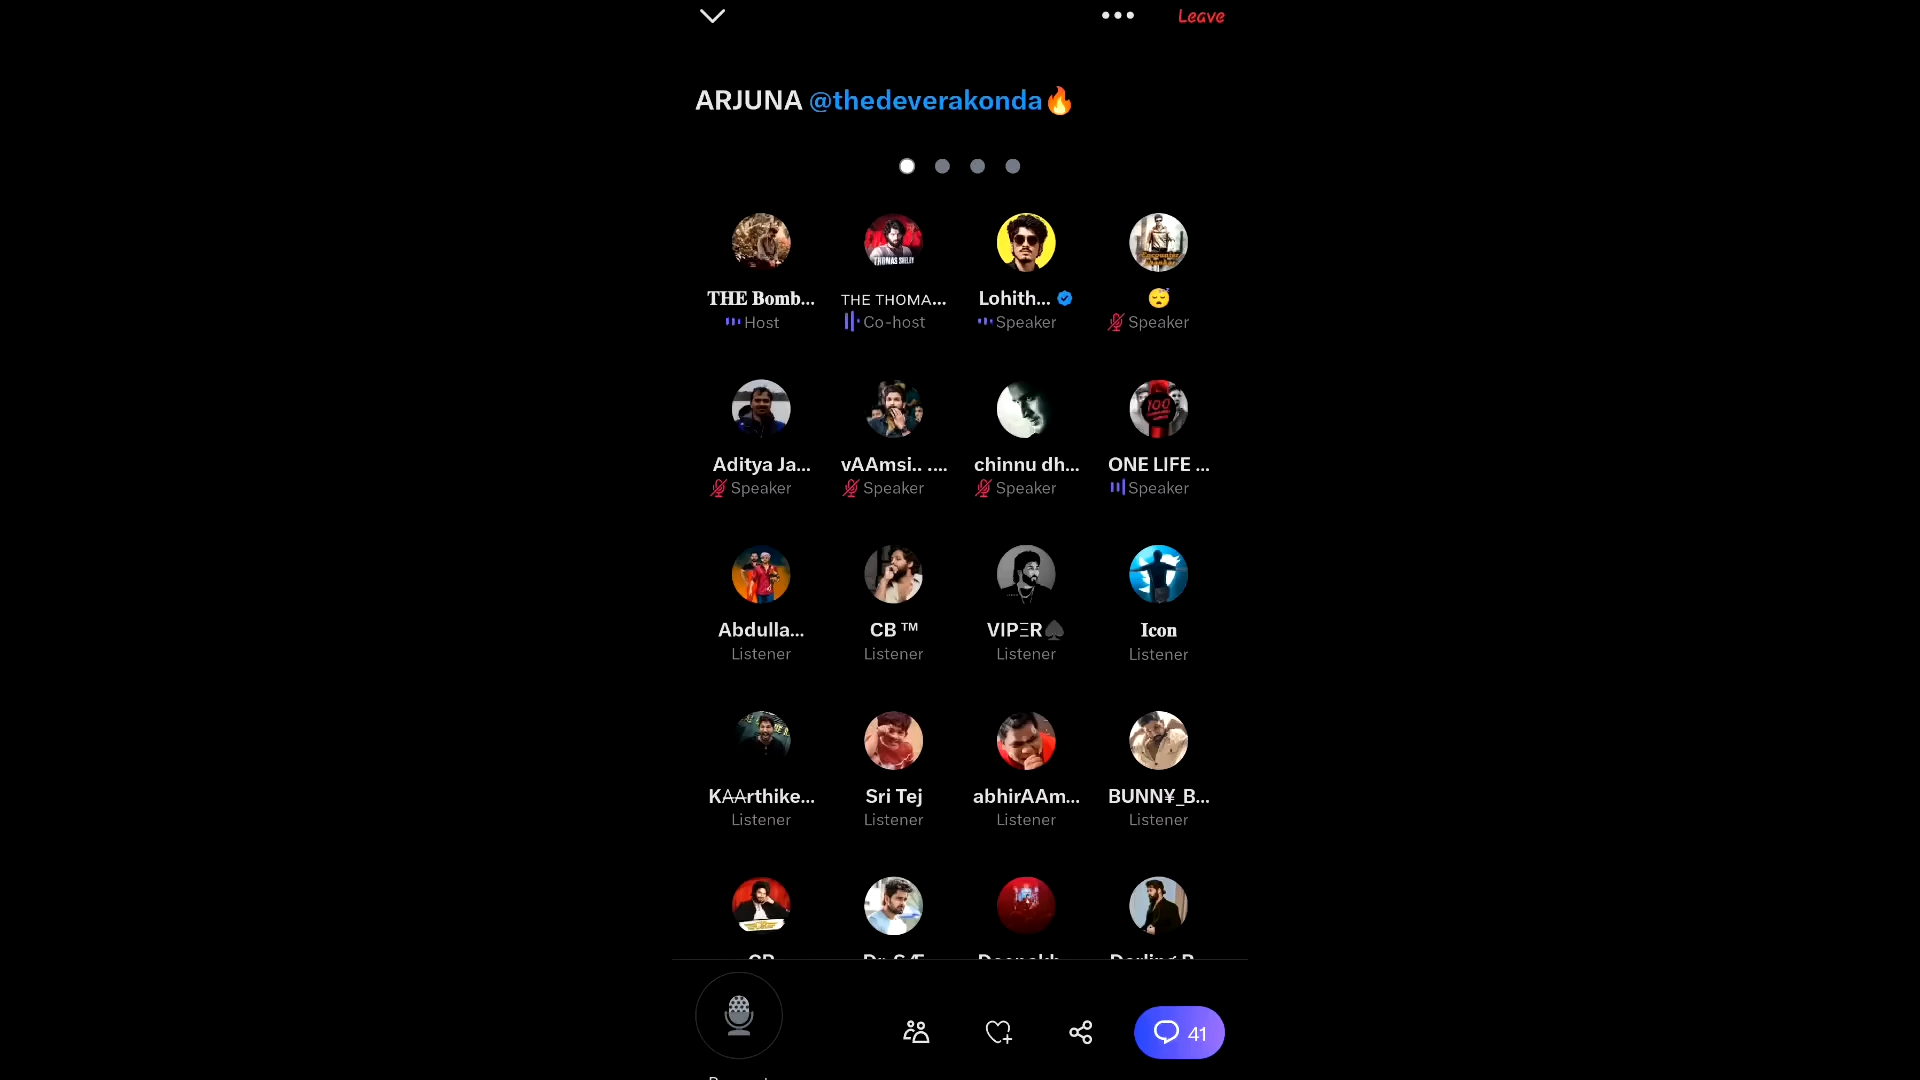 Leave
ARJUNA @thedeverakonda🔥
THE Bomb... THE THOMA... Lohith... 😴
Host Co-host Speaker Speaker
Aditya Ja... vAAmsi.. .... chinnu dh... ONE LIFE ...
Speaker Speaker Speaker Speaker
Abdulla... CB ™ VIPΞR♠ Icon
Listener Listener Listener Listener
KAArthike... Sri Tej abhirAAm... BUNN¥_B...
Listener Listener Listener Listener
41